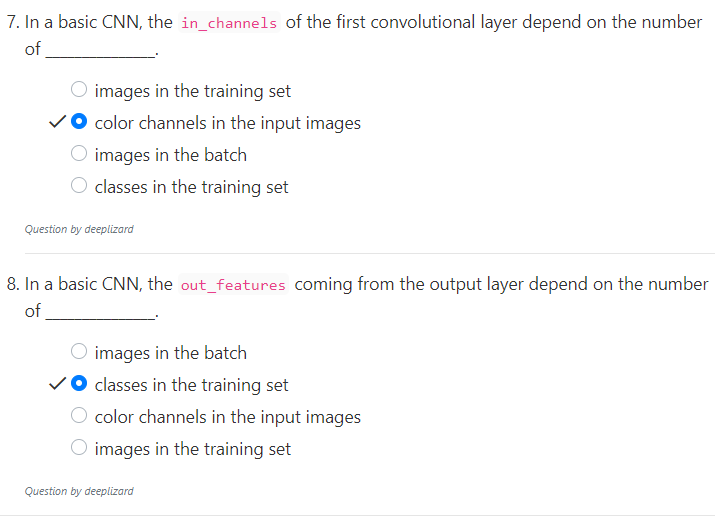 7. In a basic CNN, the in_channels of the first convolutional layer depend on the number
of _______________.
images in the training set
color channels in the input images
images in the batch
classes in the training set
Question by deeplizard
8. In a basic CNN, the out_features coming from the output layer depend on the number
of _______________.
images in the batch
classes in the training set
color channels in the input images
images in the training set
Question by deeplizard